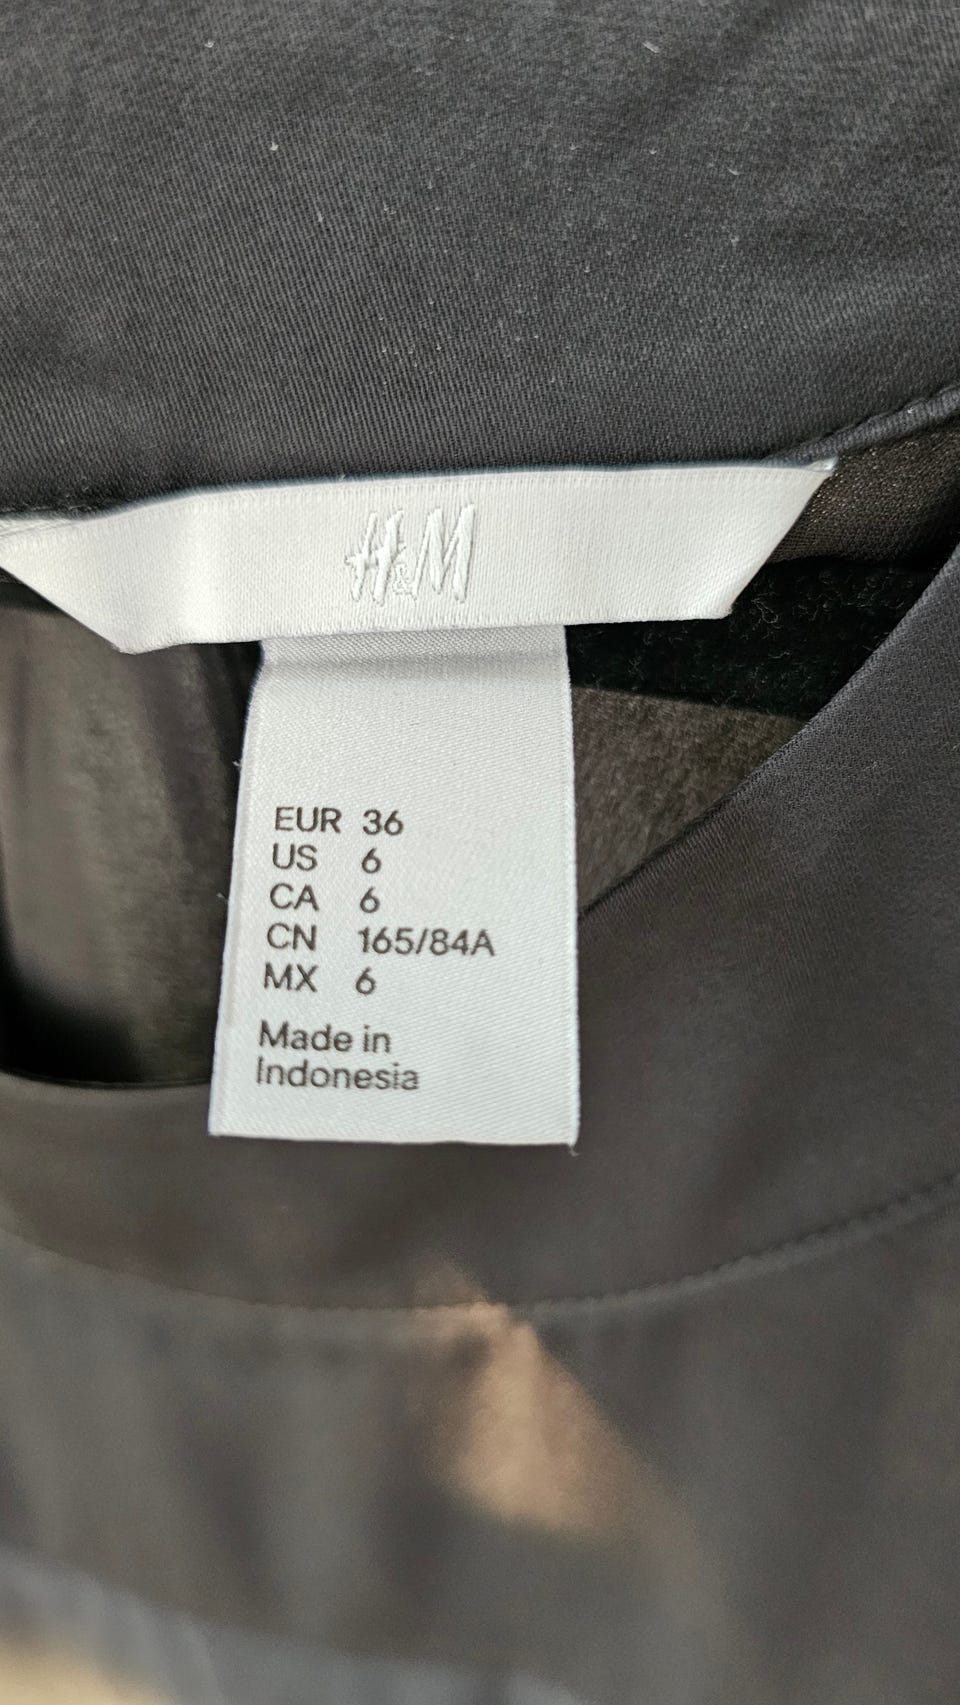 H&M
EUR 36
US 6
CA 6
CN 165/84A
MX 6
Made in
Indonesia